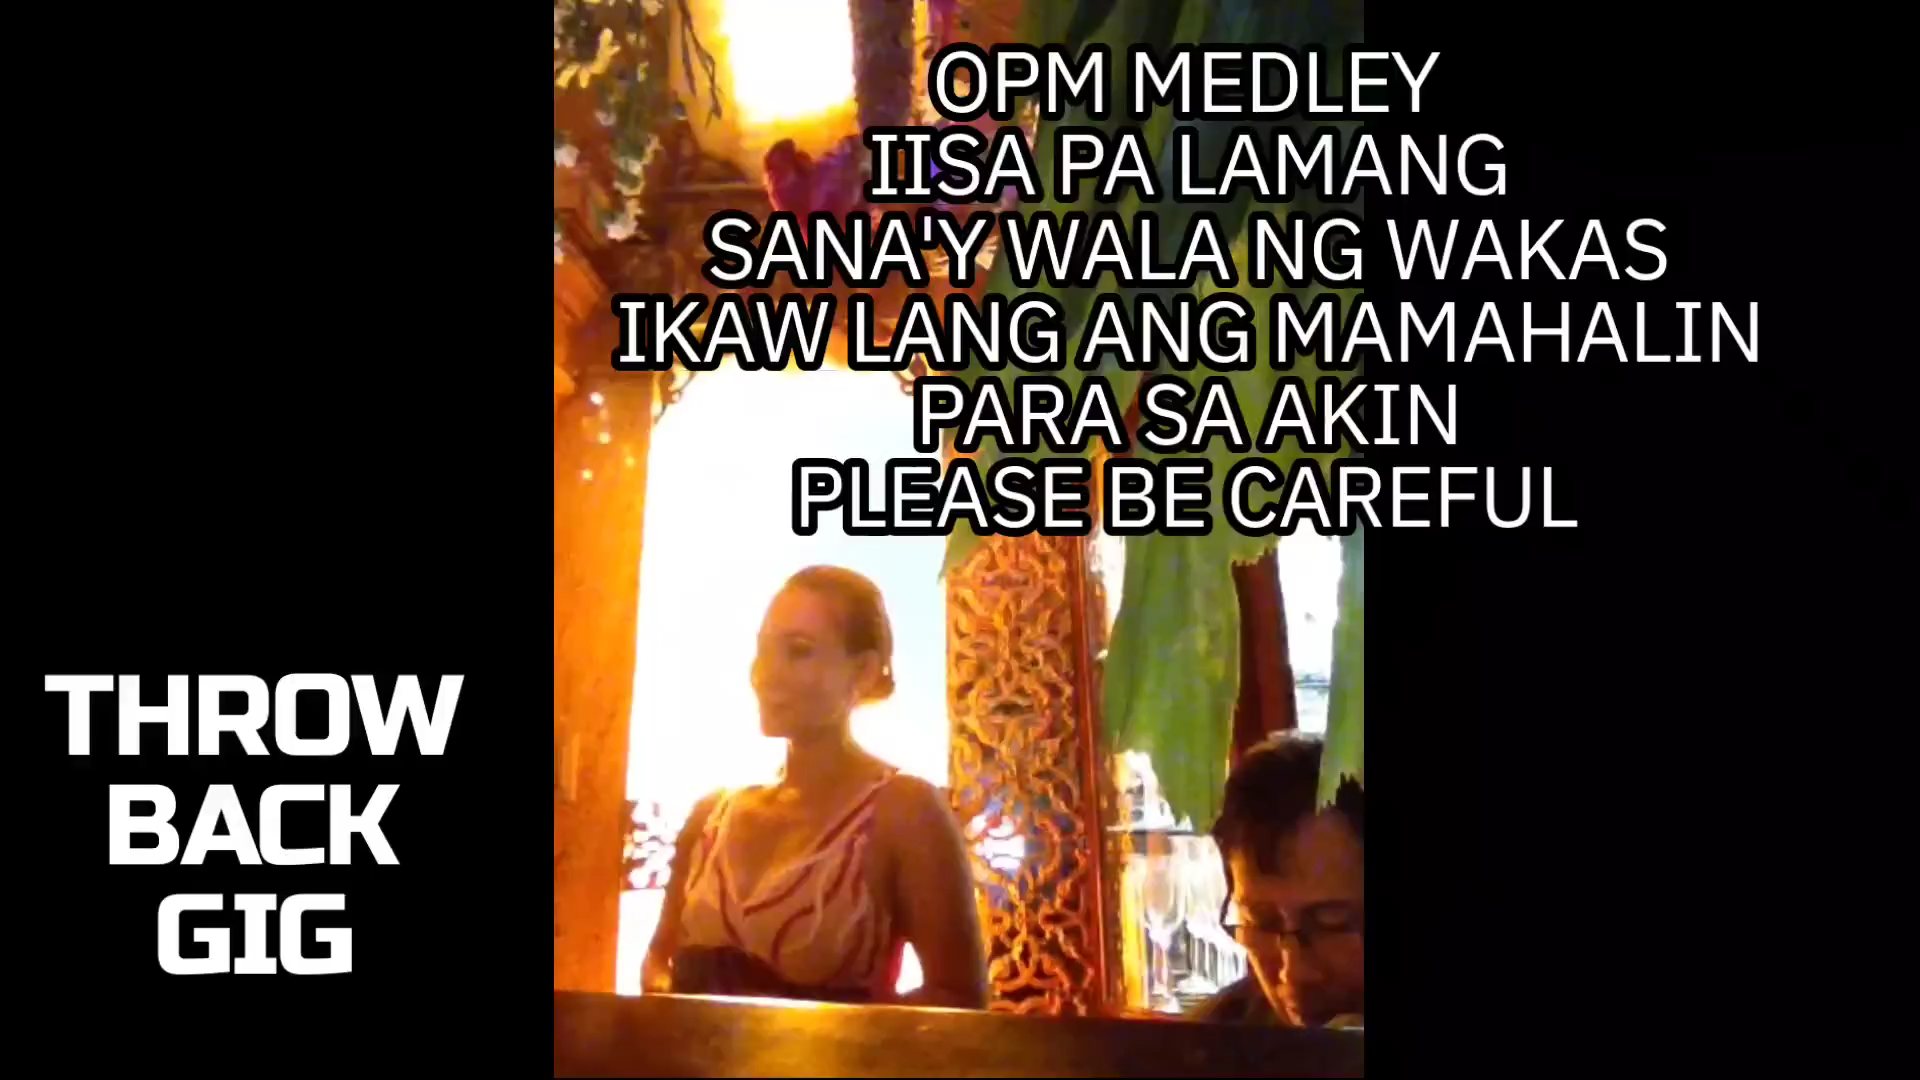 OPM MEDLEY
IISA PA LAMANG
SANA'Y WALA NG WAKAS
IKAW LANG ANG MAMAHALIN
PARA SA AKIN
PLEASE BE CAREFUL
THROW
BACK
GIG